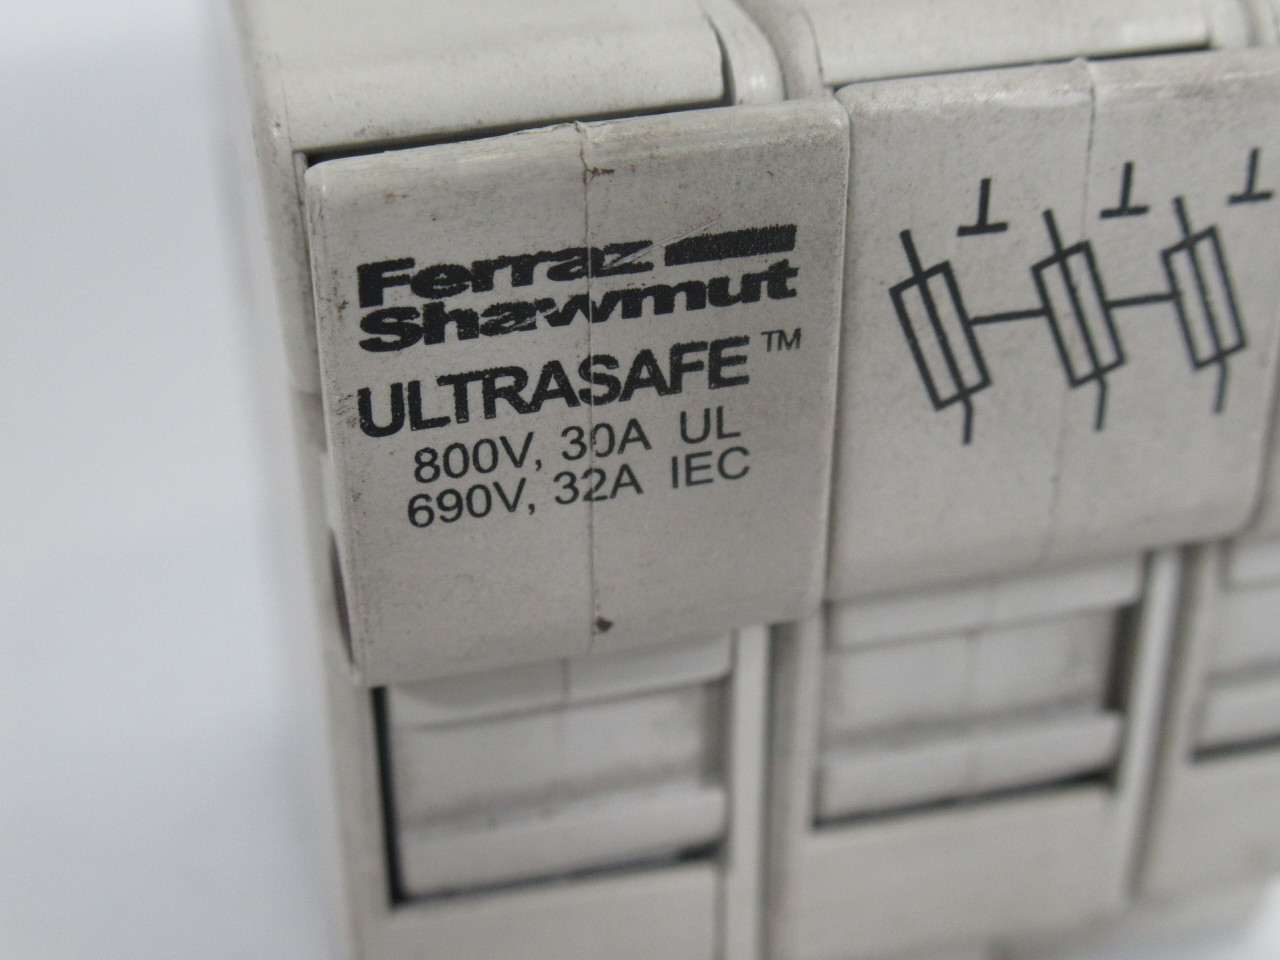 Ferraz
Shawmut
ULTRASAFE™
800V, 30A UL
690V, 32A IEC